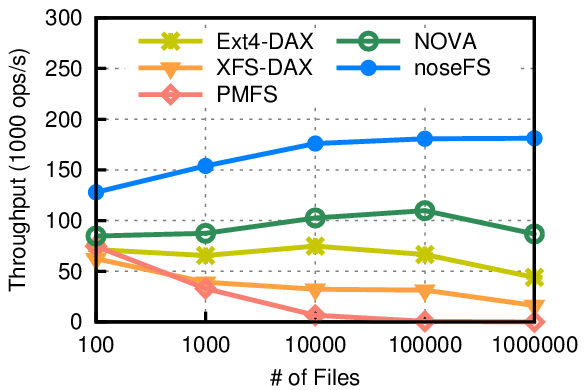 300
250
200
150
100
50
0
Throughput (1000 ops/s)
Ext4-DAX
XFS-DAX
PMFS
NOVA
noseFS
100 1000 10000 100000 1000000
# of Files